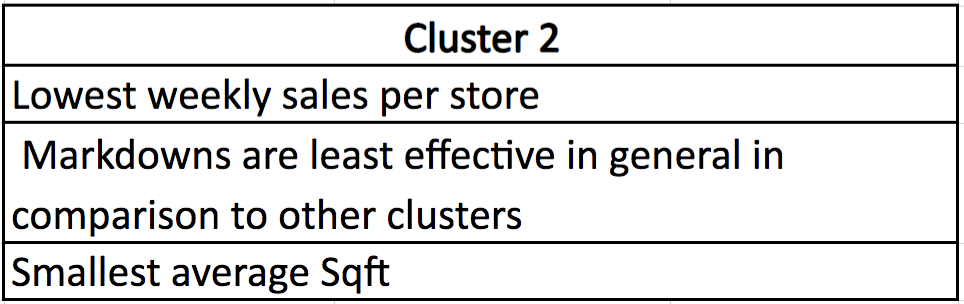 Cluster 2
Lowest weekly sales per store
Markdowns are least effective in general in
comparison to other clusters
Smallest average Sqft